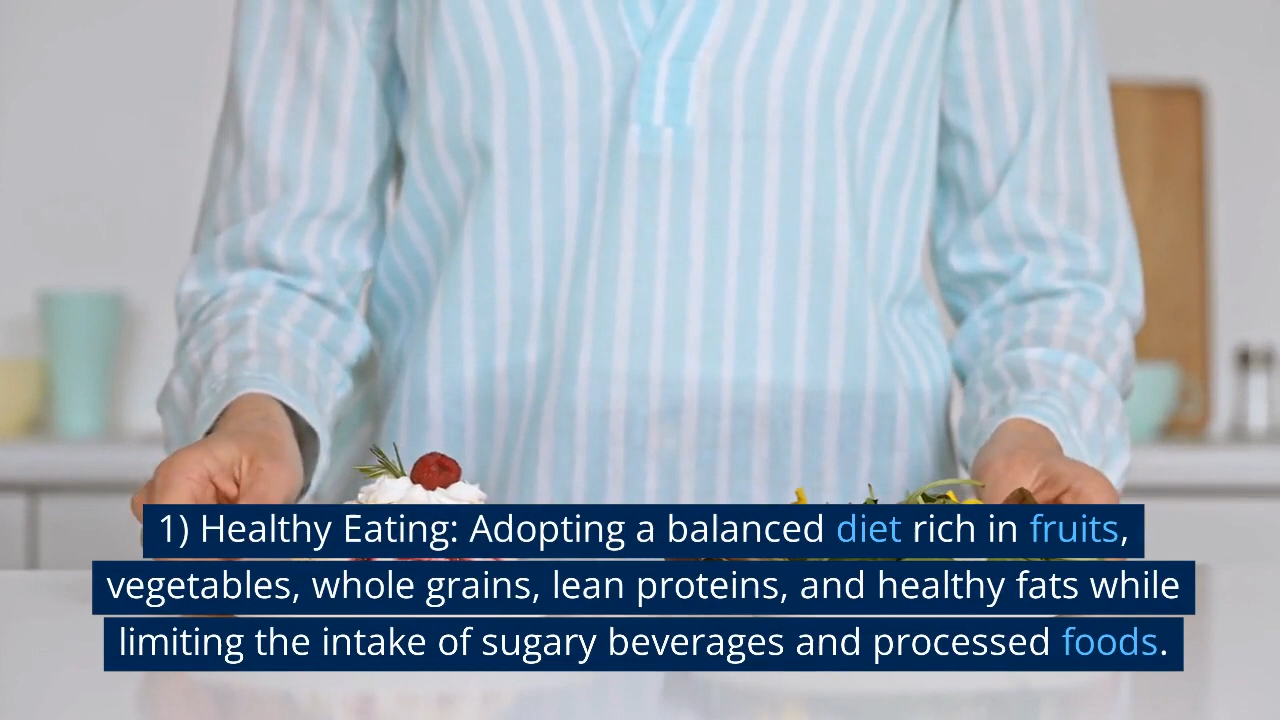 1) Healthy Eating: Adopting a balanced diet rich in fruits,
vegetables, whole grains, lean proteins, and healthy fats while
limiting the intake of sugary beverages and processed foods.